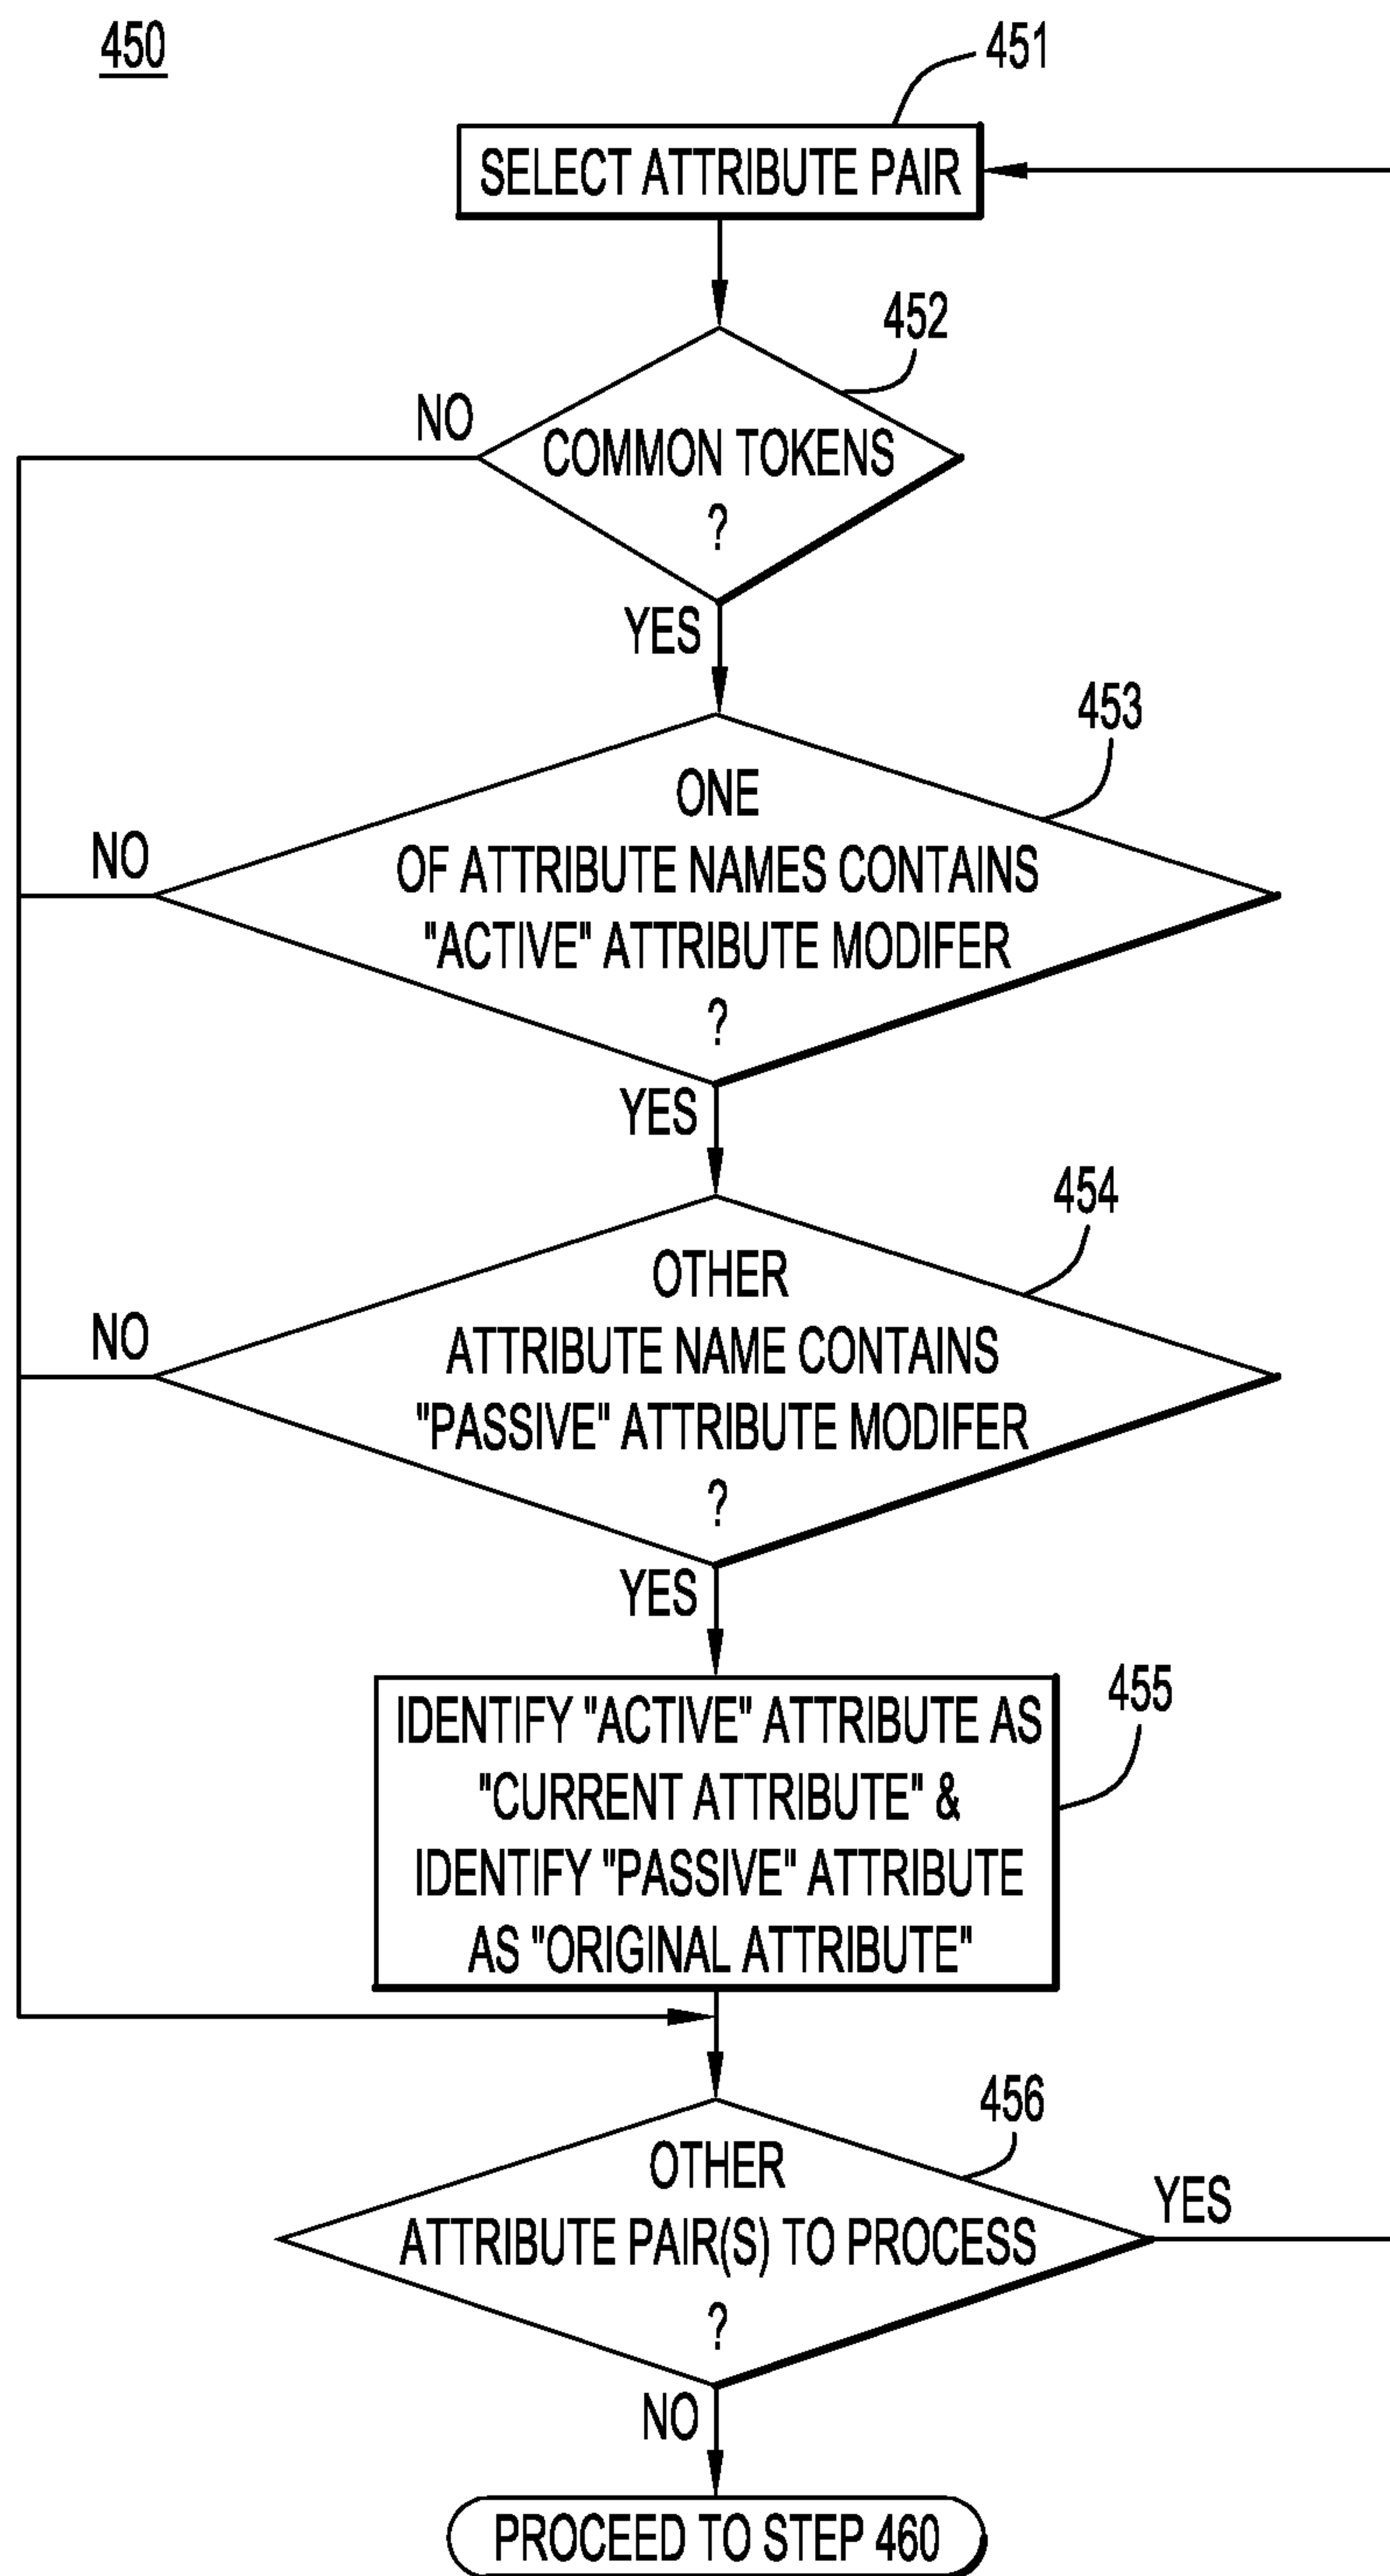 450
451
SELECT ATTRIBUTE PAIR
452
NO
COMMON TOKENS
?
YES
453
ONE
NO
OF ATTRIBUTE NAMES CONTAINS
"ACTIVE" ATTRIBUTE MODIFER
?
YES
454
OTHER
NO
ATTRIBUTE NAME CONTAINS
"PASSIVE" ATTRIBUTE MODIFER
?
YES
455
IDENTIFY "ACTIVE" ATTRIBUTE AS
"CURRENT ATTRIBUTE" &
IDENTIFY "PASSIVE" ATTRIBUTE
AS "ORIGINAL ATTRIBUTE"
456
OTHER
YES
ATTRIBUTE PAIR(S) TO PROCESS
?
NO
PROCEED TO STEP 460